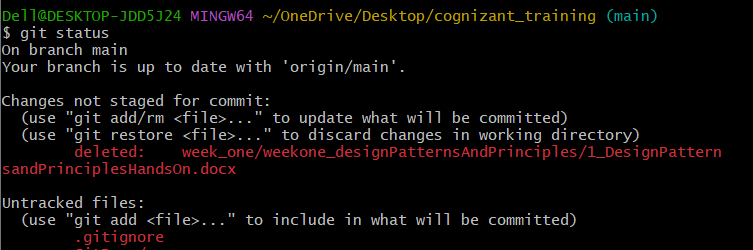 Dell@DESKTOP-JDD5J24 MINGW64 ~/OneDrive/Desktop/cognizant_training (main)
$ git status
On branch main
Your branch is up to date with 'origin/main'.
Changes not staged for commit:
(use "git add/rm <file>..." to update what will be committed)
(use "git restore <file>..." to discard changes in working directory)
deleted: week_one/weekone_designPatternsAndPrinciples/1_DesignPattern
sandPrinciplesHandsOn.docx
Untracked files:
(use "git add <file>..." to include in what will be committed)
.gitignore